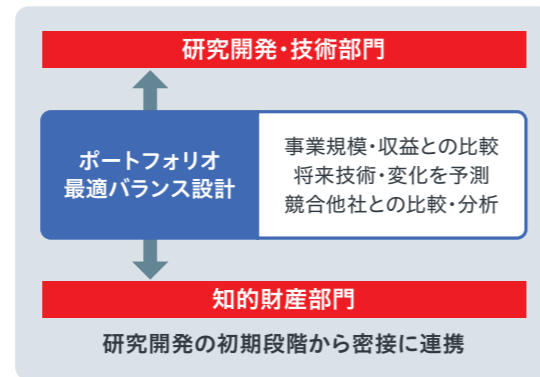 研究開発・技術部門
ポートフォリオ
最適バランス設計
事業規模・収益との比較
将来技術・変化を予測
競合他社との比較・分析
知的財産部門
研究開発の初期段階から密接に連携